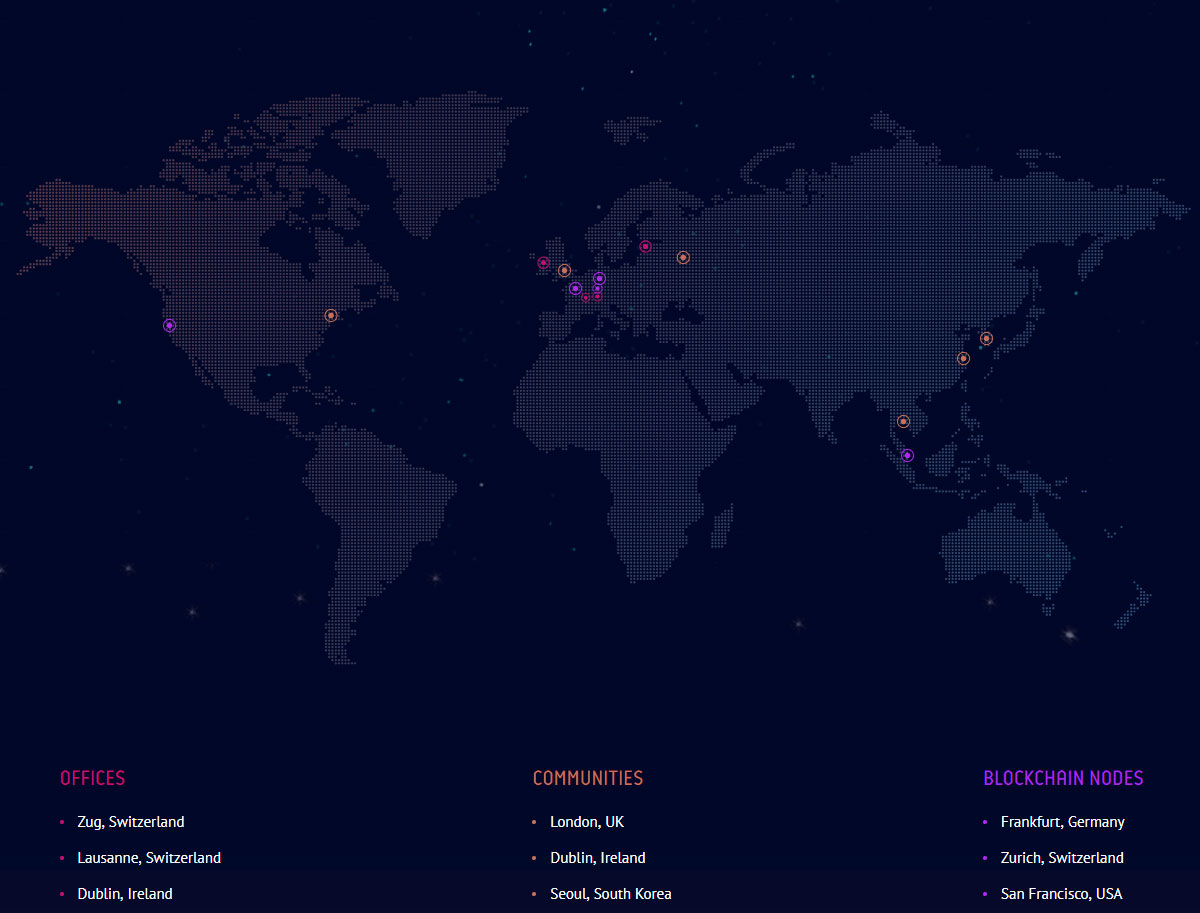 OFFICES
Zug, Switzerland
Lausanne, Switzerland
Dublin, Ireland
COMMUNITIES
London, UK
Dublin, Ireland
Seoul, South Korea
BLOCKCHAIN NODES
Frankfurt, Germany
Zurich, Switzerland
San Francisco, USA